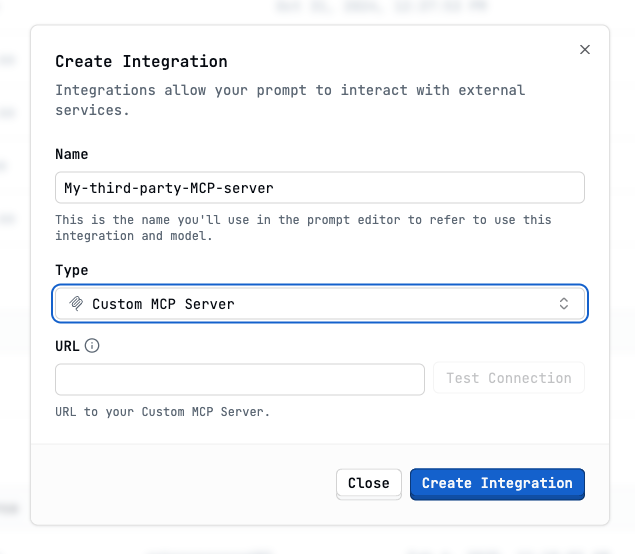 Create Integration
Integrations allow your prompt to interact with external
services.
Name
My-third-party-MCP-server
This is the name you'll use in the prompt editor to refer to use this
integration and model.
Type
Custom MCP Server
URL
Test Connection
URL to your Custom MCP Server.
Close
Create Integration